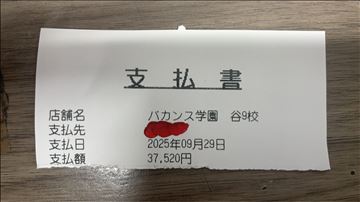 支払書
店舗名 バカンス学園 谷9校
支払先
支払日 2025年09月29日
支払額 37,520円